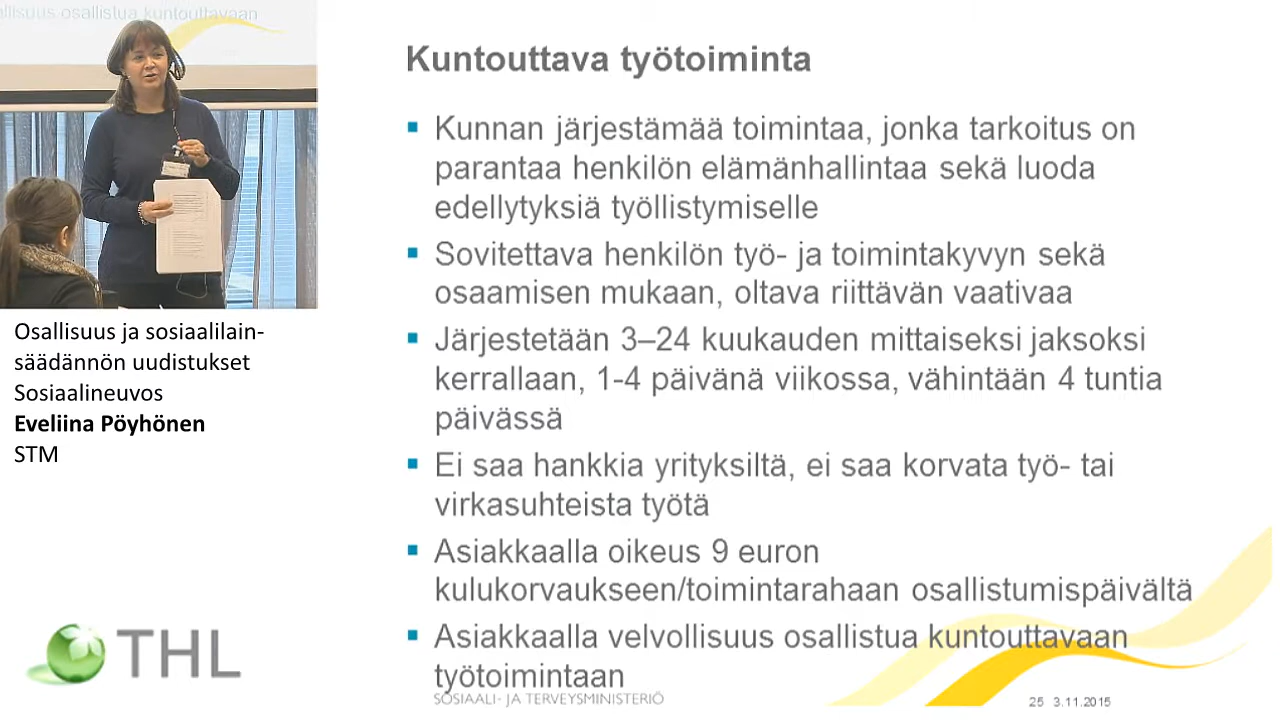 allisuus osallistua kuntouttavaan
Osallisuus ja sosiaalilain-
säädännön uudistukset
Sosiaalineuvos
Eveliina Pöyhönen
STM
THL
Kuntouttava työtoiminta
Kunnan järjestämää toimintaa, jonka tarkoitus on
parantaa henkilön elämänhallintaa sekä luoda
edellytyksiä työllistymiselle
Sovitettava henkilön työ- ja toimintakyvyn sekä
osaamisen mukaan, oltava riittävän vaativaa
Järjestetään 3–24 kuukauden mittaiseksi jaksoksi
kerrallaan, 1-4 päivänä viikossa, vähintään 4 tuntia
päivässä
Ei saa hankkia yrityksiltä, ei saa korvata työ- tai
virkasuhteista työtä
Asiakkaalla oikeus 9 euron
kulukorvaukseen/toimintarahaan osallistumispäivältä
Asiakkaalla velvollisuus osallistua kuntouttavaan
työtoimintaan
SOSIAALI- JA TERVEYSMINISTERIÖ
25 3.11.2015